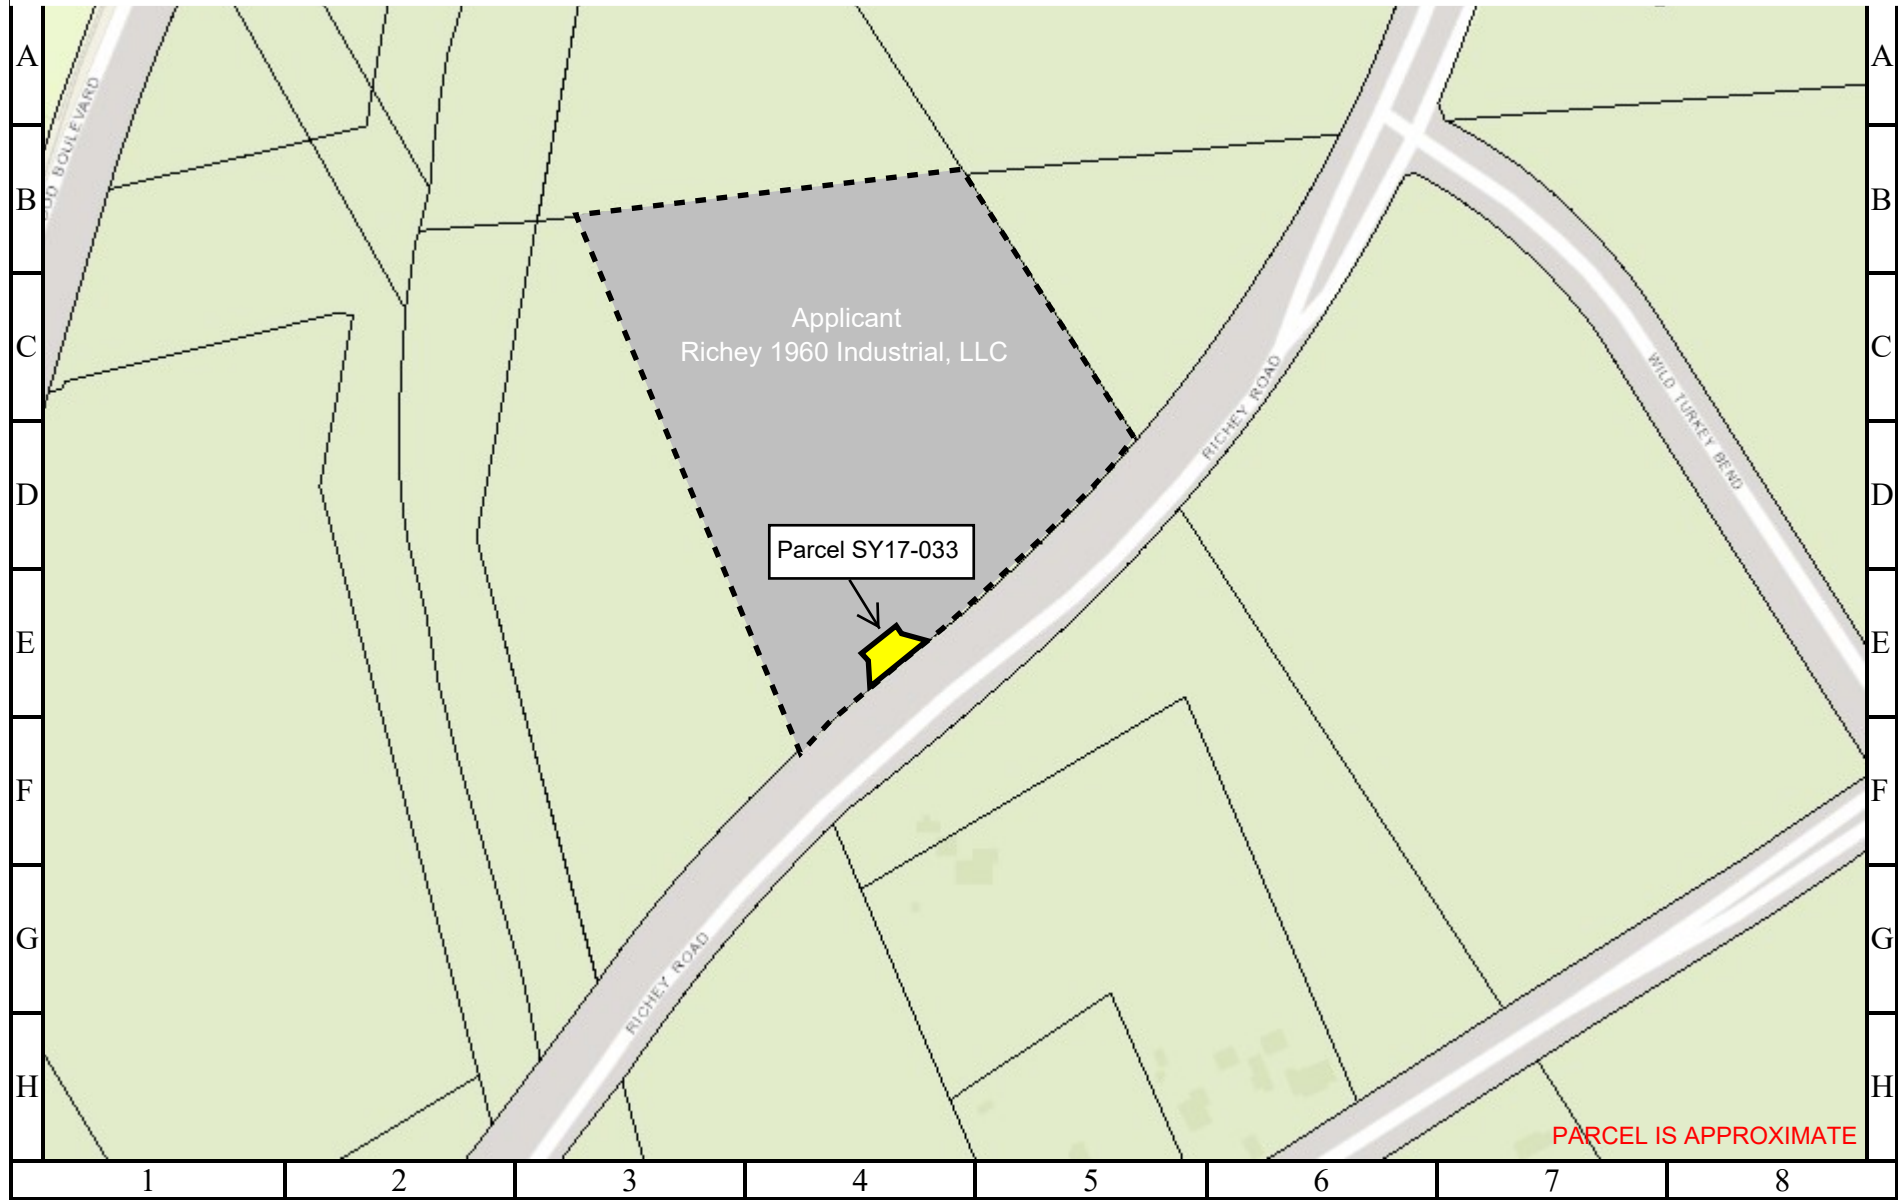 A
A
BOULEVARD
B
B
Applicant
Richey 1960 Industrial, LLC
C
C
RICHEY ROAD
WILD TURKEY BEND
D
D
Parcel SY17-033
E
E
F
F
G
G
RICHEY ROAD
H
H
PARCEL IS APPROXIMATE
1 2 3 4 5 6 7 8